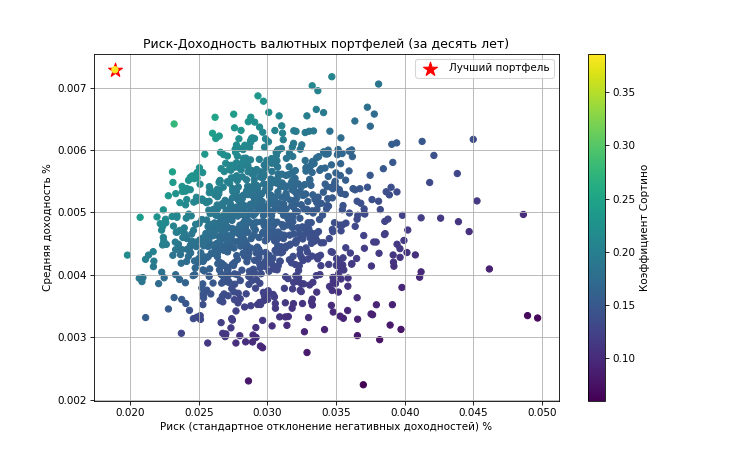 Риск-Доходность валютных портфелей (за десять лет)
Лучший портфель
0.007
0.006
0.005
0.004
0.003
0.002
Средняя доходность %
0.020 0.025 0.030 0.035 0.040 0.045 0.050
Риск (стандартное отклонение негативных доходностей) %
0.35
0.30
0.25
0.20
0.15
0.10
Коэффициент Сортино